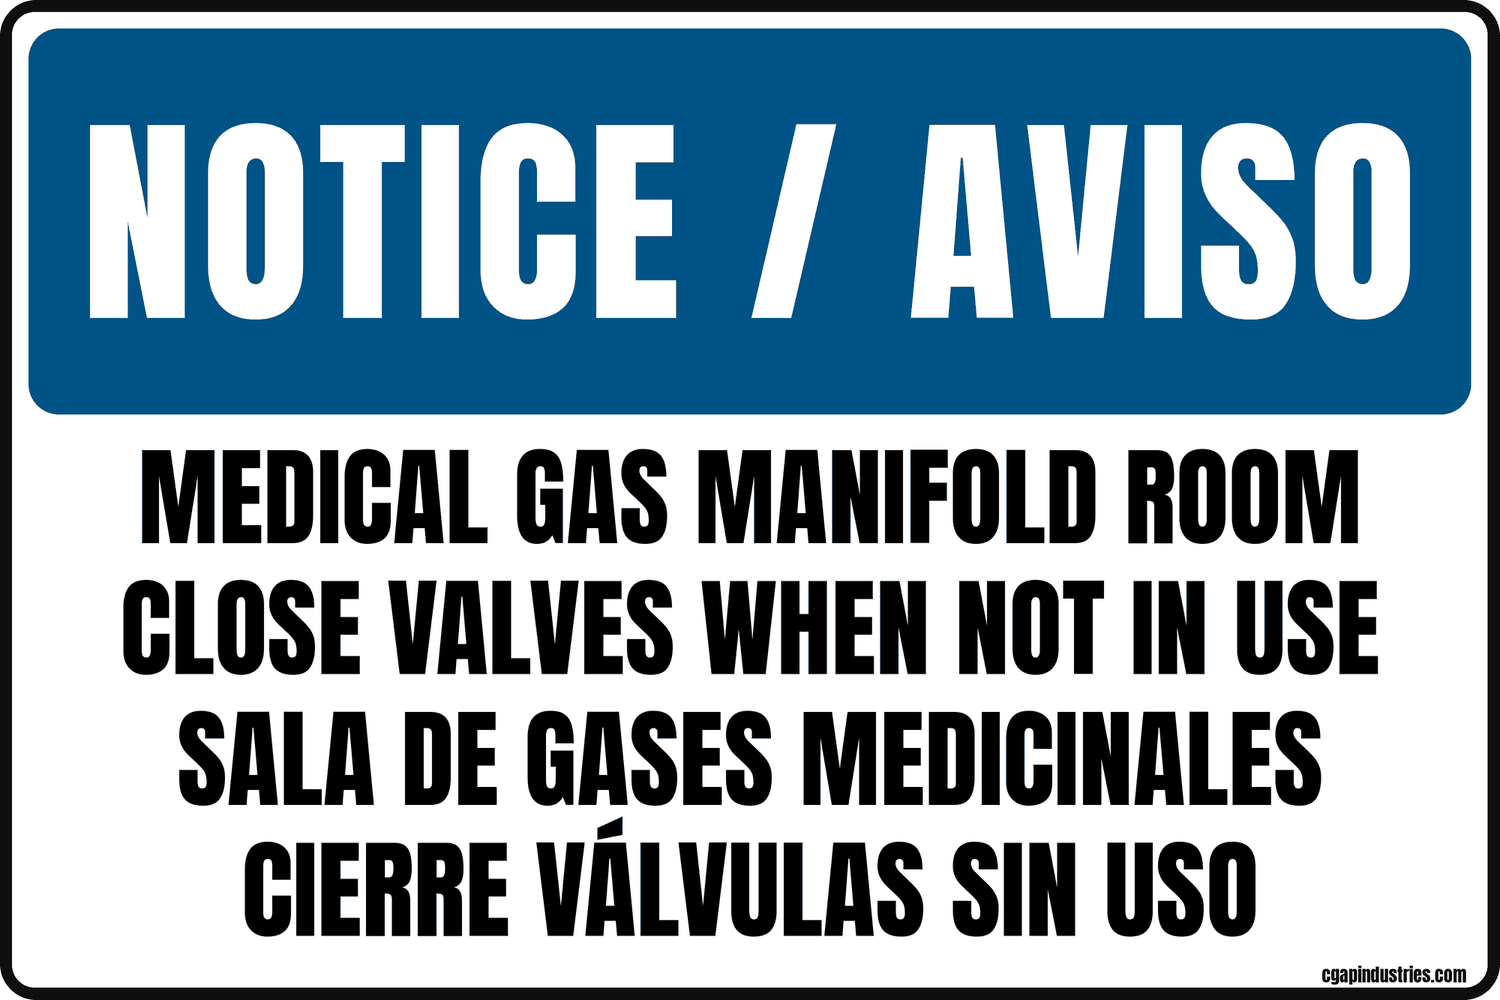 NOTICE / AVISO
MEDICAL GAS MANIFOLD ROOM
CLOSE VALVES WHEN NOT IN USE
SALA DE GASES MEDICINALES
CIERRE VÁLVULAS SIN USO
cgapindustries.com